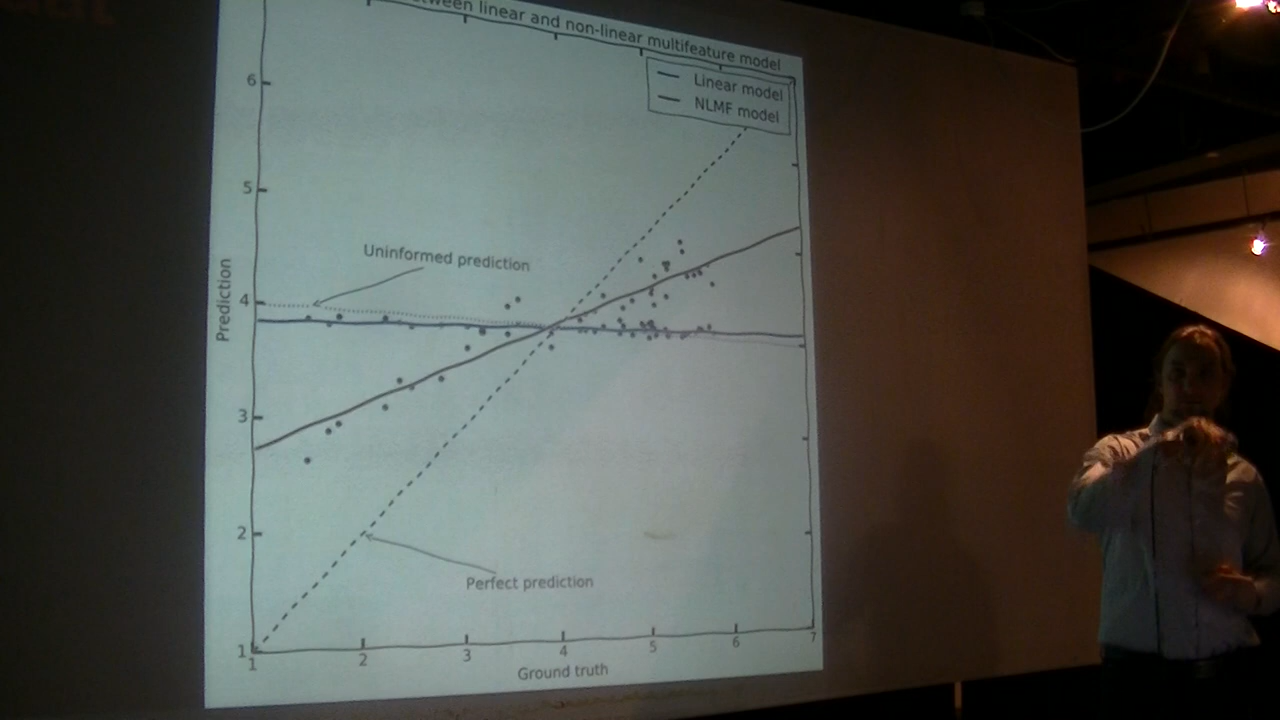 between linear and non-linear multifeature model
Linear model
NLMF model
6
5
4
3
2
1
Prediction
Uninformed prediction
Perfect prediction
1 2 3 4 5 6 7
Ground truth